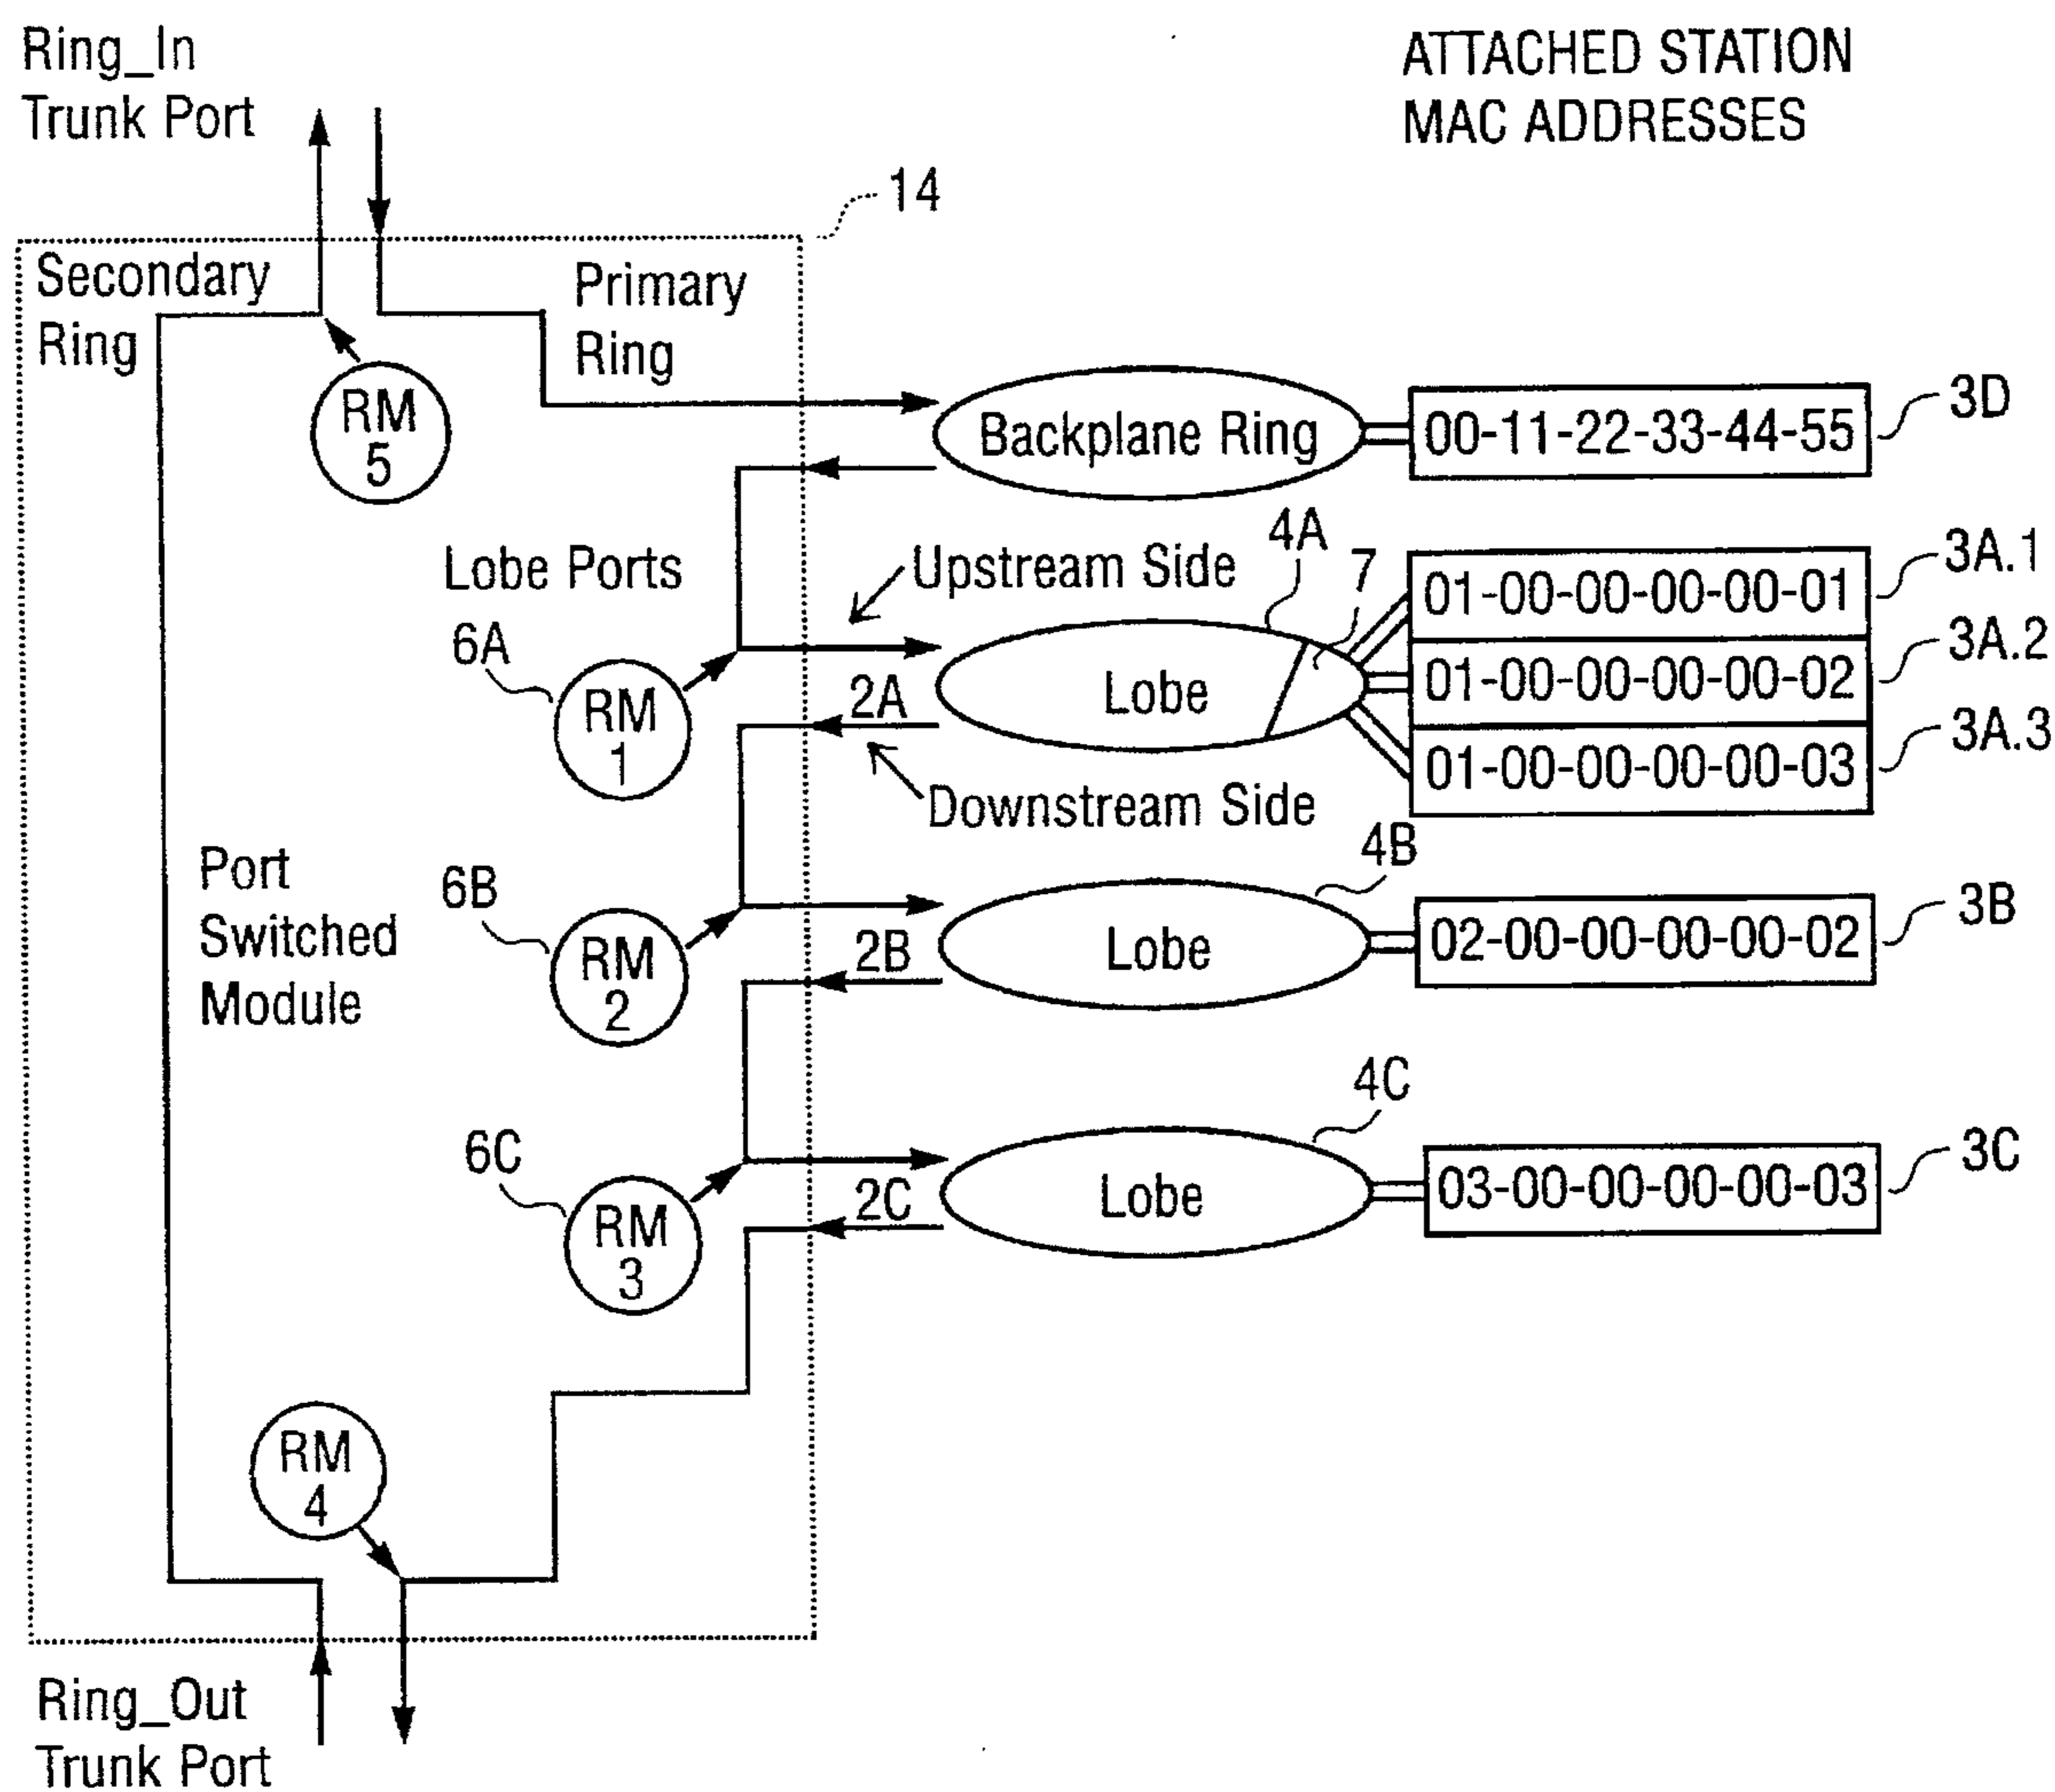 Ring_In
Trunk Port
ATTACHED STATION
MAC ADDRESSES
14
Secondary
Ring
Primary
Ring
RM
5
Backplane Ring
00-11-22-33-44-55
3D
Lobe Ports
Upstream Side
4A
7
6A
RM
1
2A
Lobe
01-00-00-00-00-01
3A.1
01-00-00-00-00-02
3A.2
01-00-00-00-00-03
3A.3
Downstream Side
Port
Switched
Module
6B
RM
2
2B
4B
Lobe
02-00-00-00-00-02
3B
6C
RM
3
2C
4C
Lobe
03-00-00-00-00-03
3C
RM
4
Ring_Out
Trunk Port